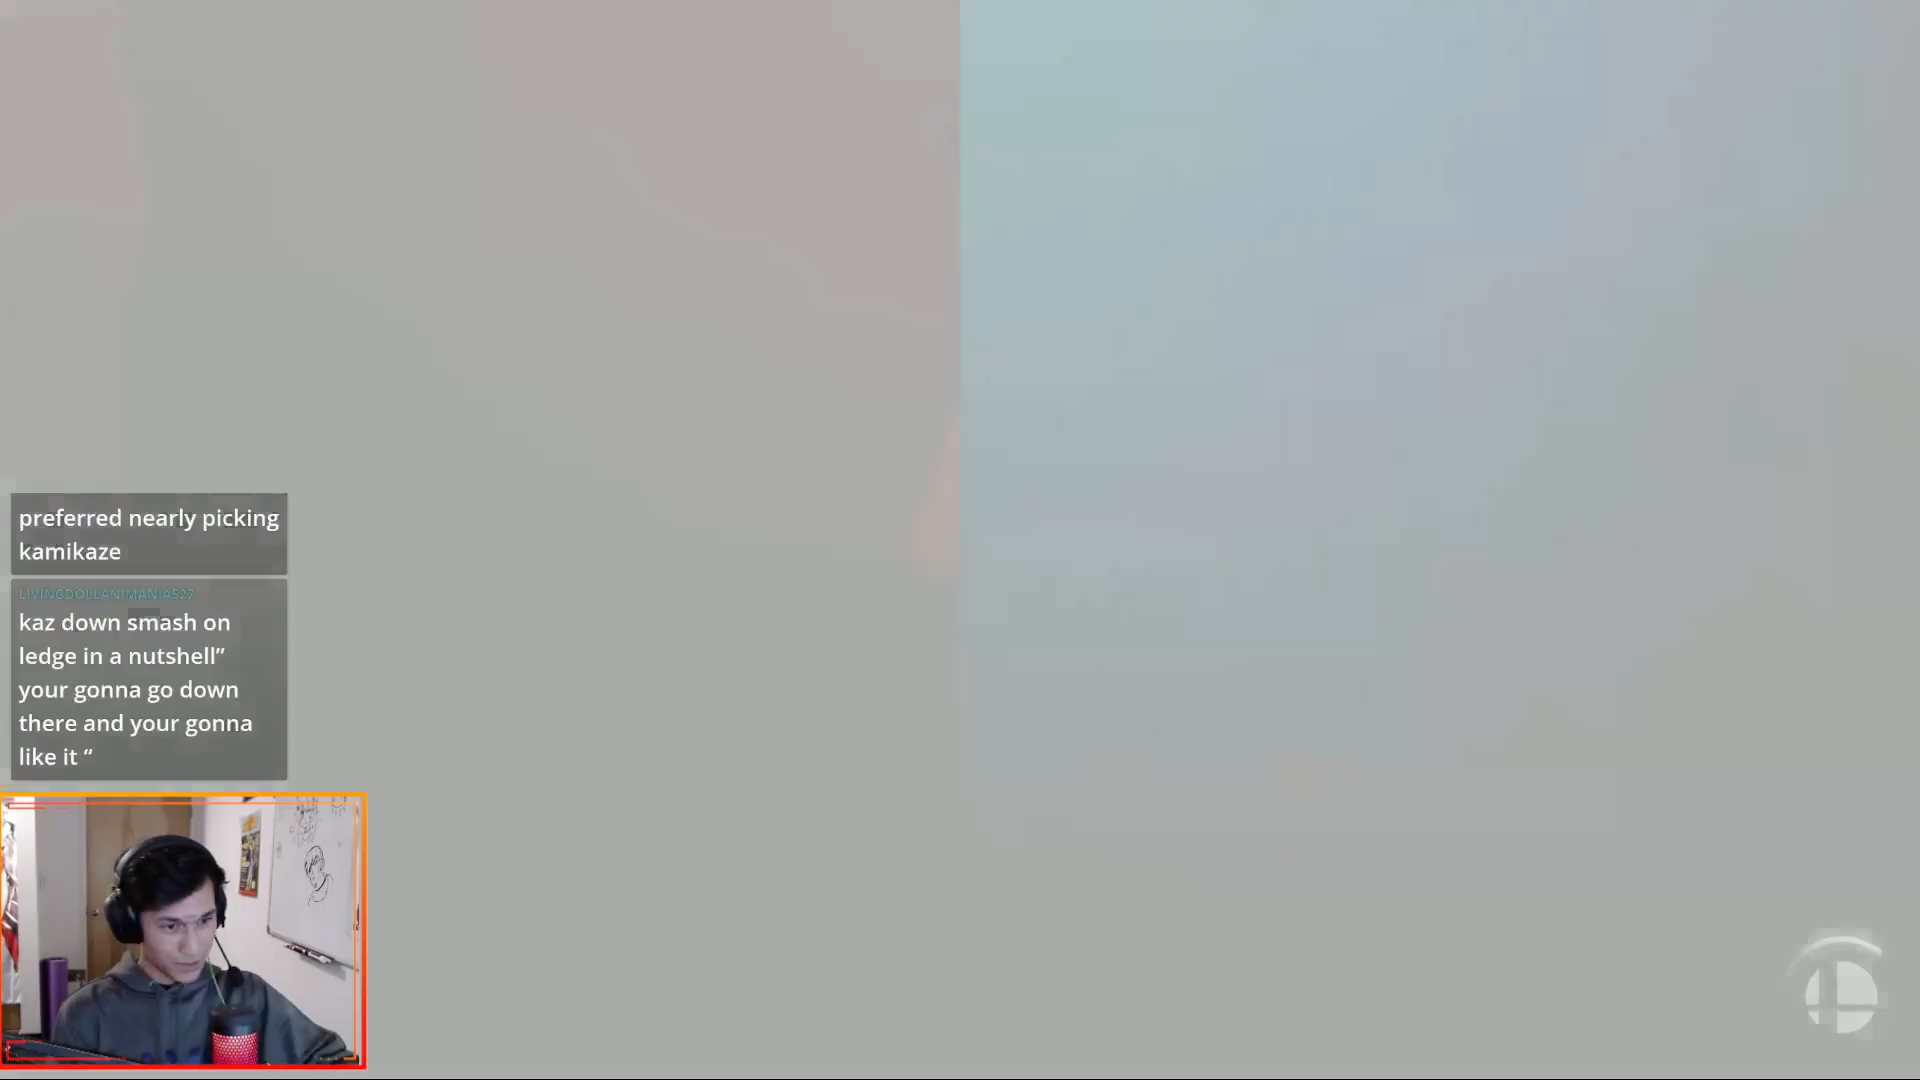 preferred nearly picking
kamikaze
LIVINGDOLLANIMANIA527
kaz down smash on
ledge in a nutshell”
your gonna go down
there and your gonna
like it “